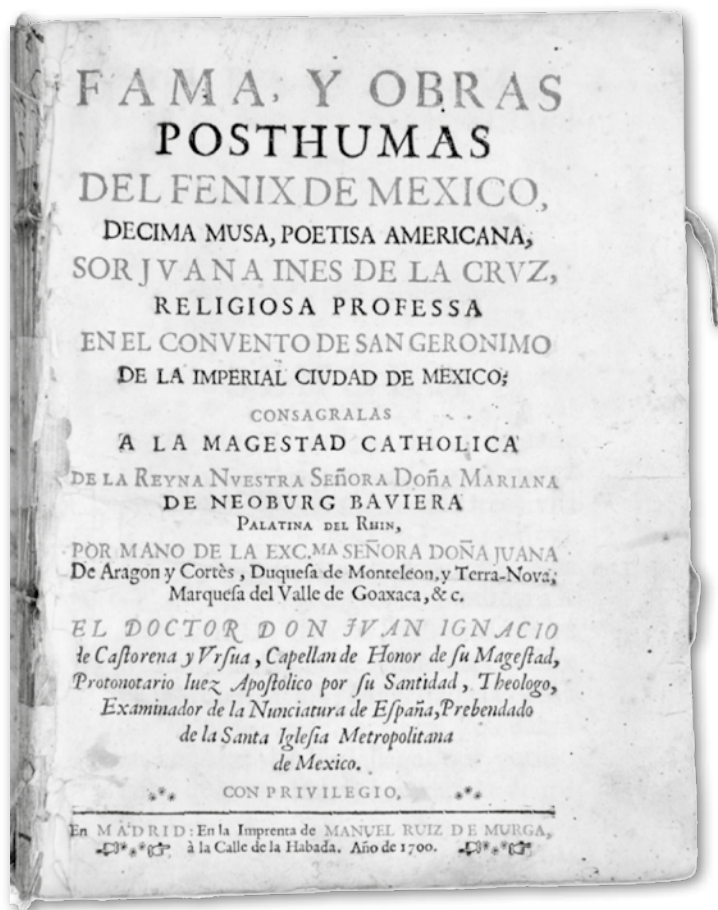 FAMA, Y OBRAS
POSTHUMAS
DEL FENIX DE MEXICO,
DECIMA MUSA, POETISA AMERICANA,
SOR JVANA INES DE LA CRVZ,
RELIGIOSA PROFESSA
EN EL CONVENTO DE SAN GERONIMO
DE LA IMPERIAL CIUDAD DE MEXICO;
CONSAGRALAS
A LA MAGESTAD CATHOLICA
DE LA REYNA NVESTRA SEñORA DOñA MARIANA
DE NEOBURG BAVIERA
PALATINA DEL RHIN,
POR MANO DE LA EXC.MA SEÑORA DOÑA JUANA
De Aragon y Cortès, Duqueſa de Monteleon, y Terra-Nova,
Marqueſa del Valle de Goaxaca, & c.
EL DOCTOR DON JVAN IGNACIO
de Caſtorena y Vrſua, Capellan de Honor de ſu Mageſtad,
Protonotario Iuez Apoſtolico por ſu Santidad, Theologo,
Examinador de la Nunciatura de Eſpaña, Prebendado
de la Santa Igleſia Metropolitana
de Mexico.
CON PRIVILEGIO,
En MADRID: En la Imprenta de MANUEL RUIZ DE MURGA,
à la Calle de la Habada. Año de 1700.